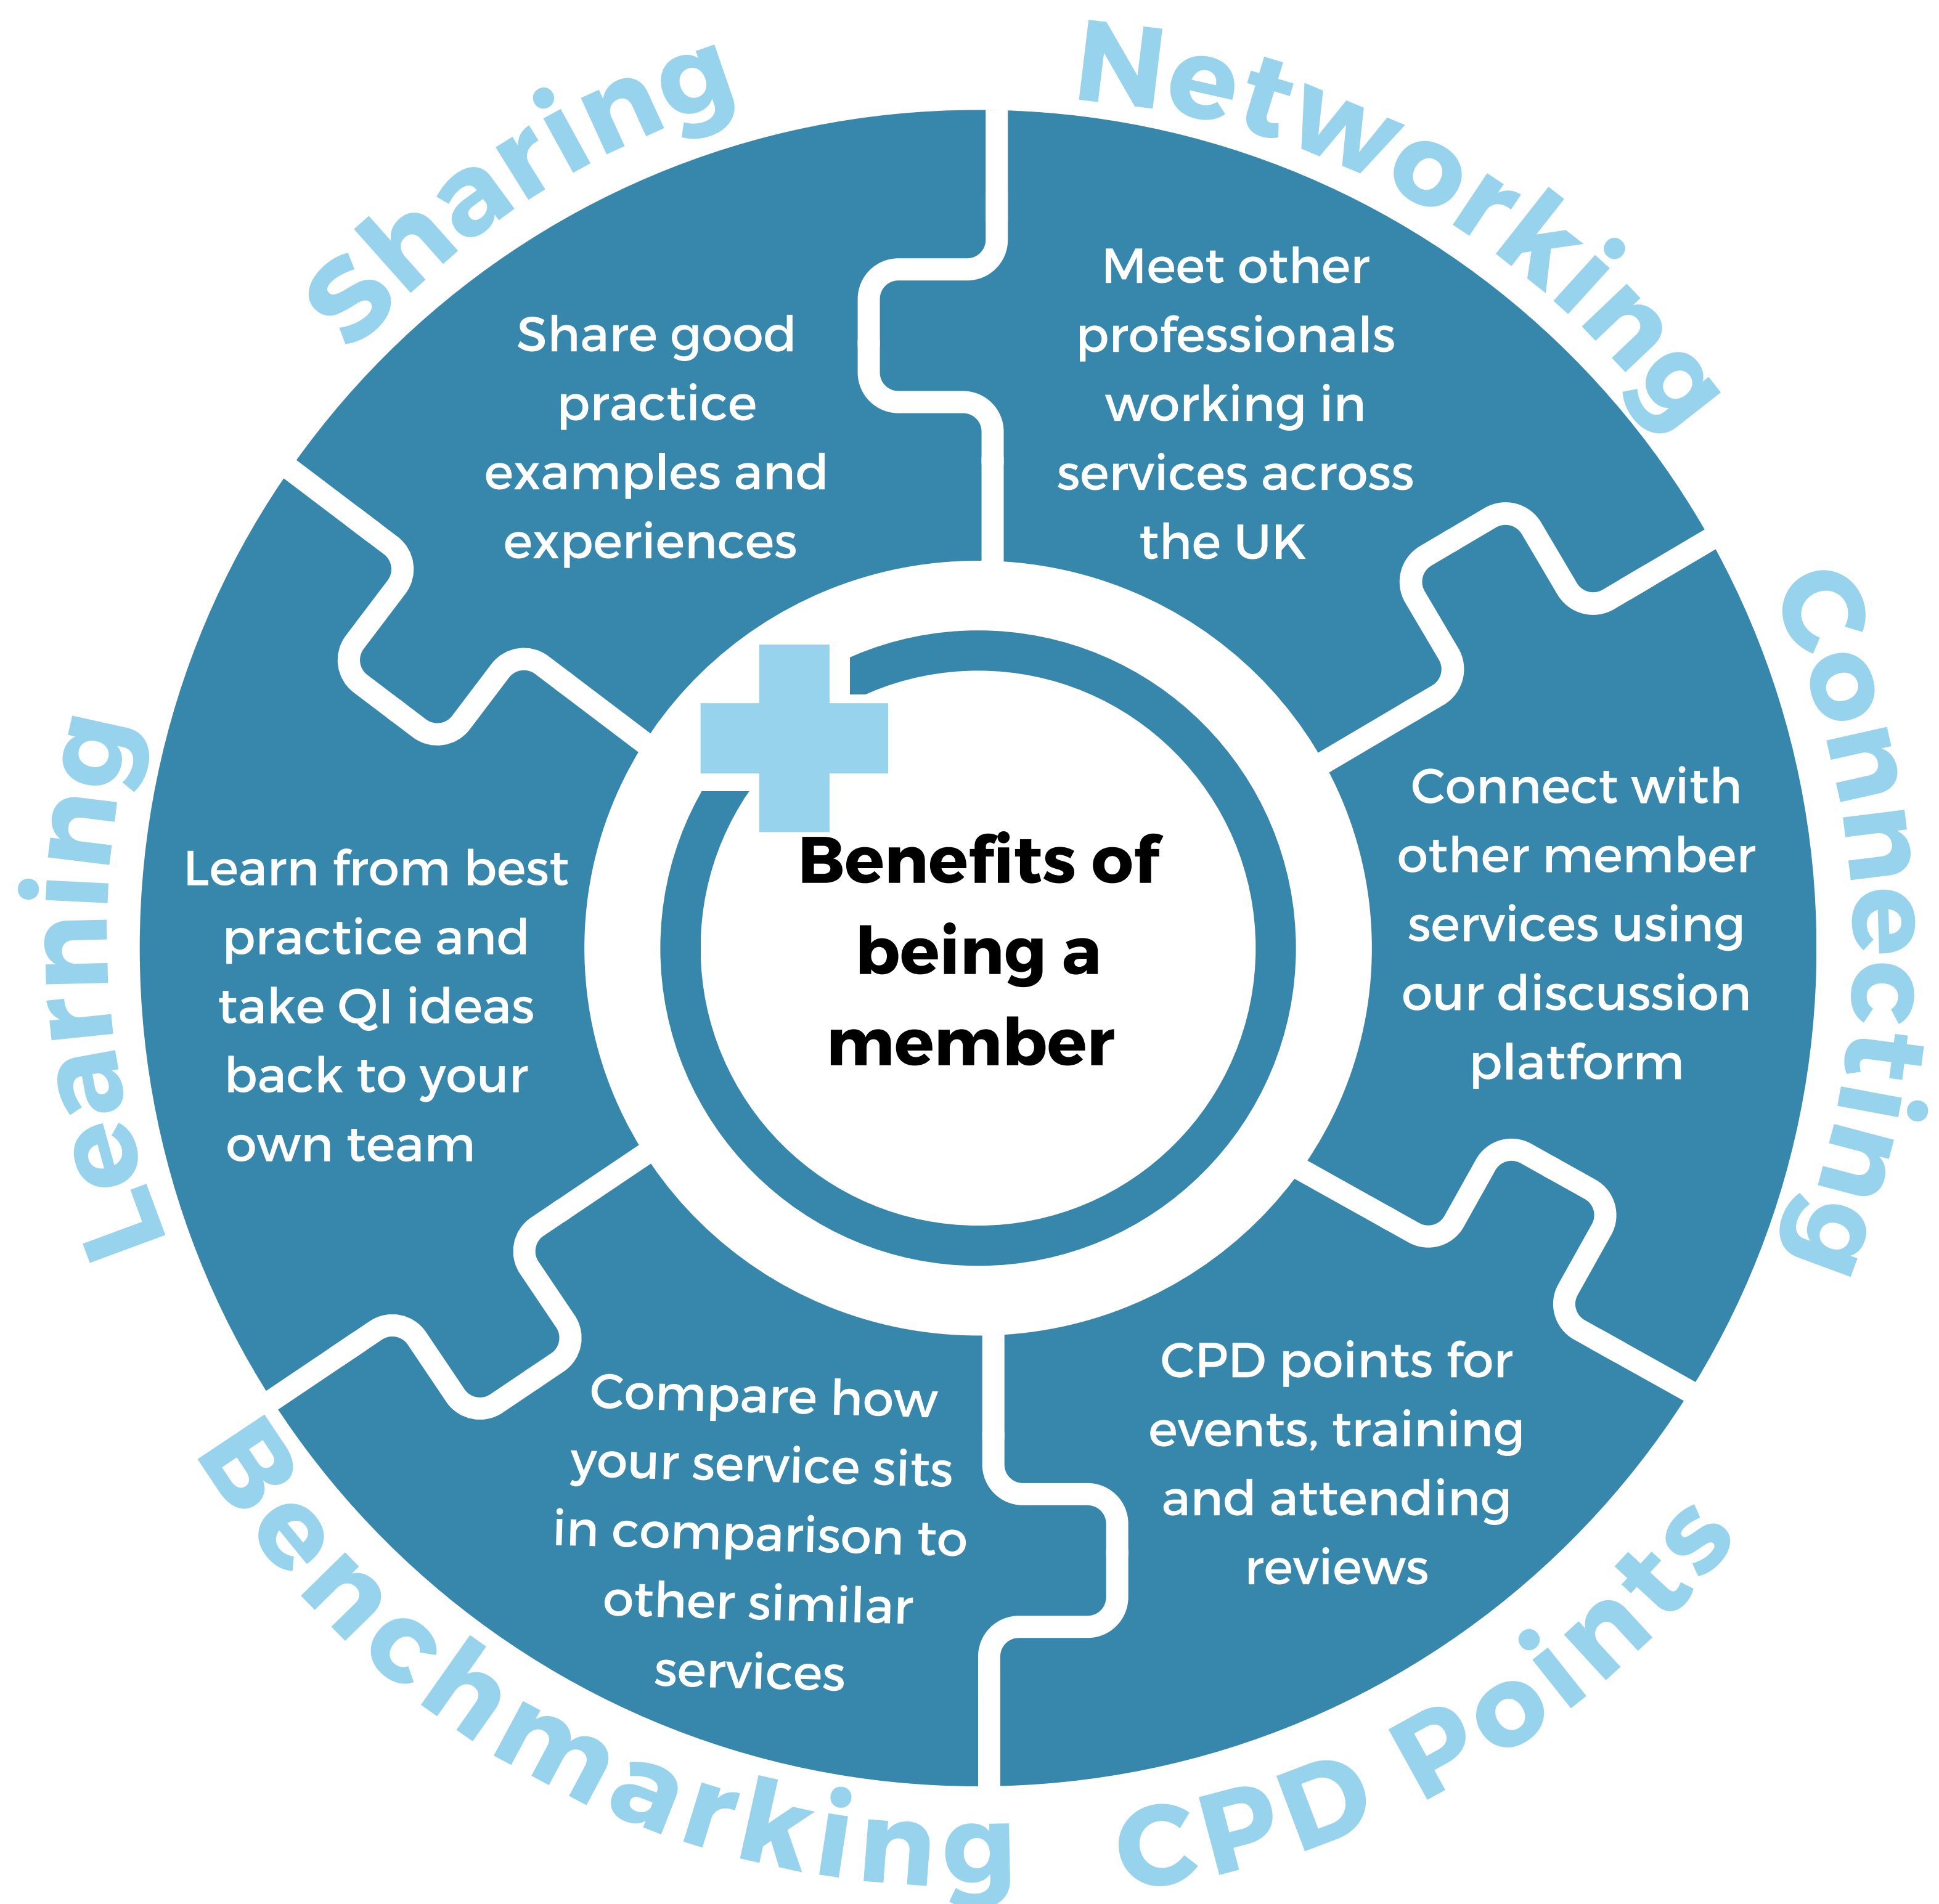 Sharing
Share good
practice
examples and
experiences
Networking
Meet other
professionals
working in
services across
the UK
Connecting
Connect with
other member
services using
our discussion
platform
CPD Points
CPD points for
events, training
and attending
reviews
Benchmarking
Compare how
your service sits
in comparison to
other similar
services
Learning
Learn from best
practice and
take QI ideas
back to your
own team
Benefits of
being a
member